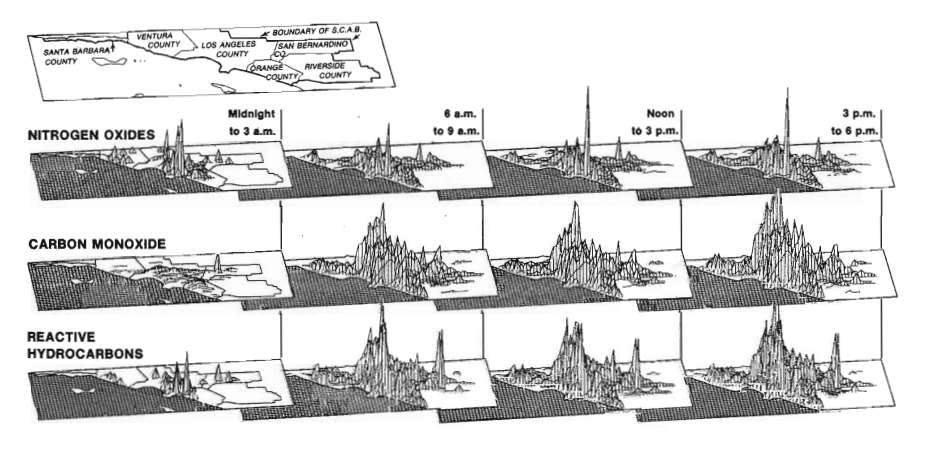 BOUNDARY OF S.C.A.B.
VENTURA
COUNTY
SANTA BARBARA
COUNTY
LOS ANGELES
COUNTY
SAN BERNARDINO
CO.
ORANGE
COUNTY
RIVERSIDE
COUNTY
Midnight
to 3 a.m.
6 a.m.
to 9 a.m.
Noon
to 3 p.m.
3 p.m.
to 6 p.m.
NITROGEN OXIDES
CARBON MONOXIDE
REACTIVE
HYDROCARBONS